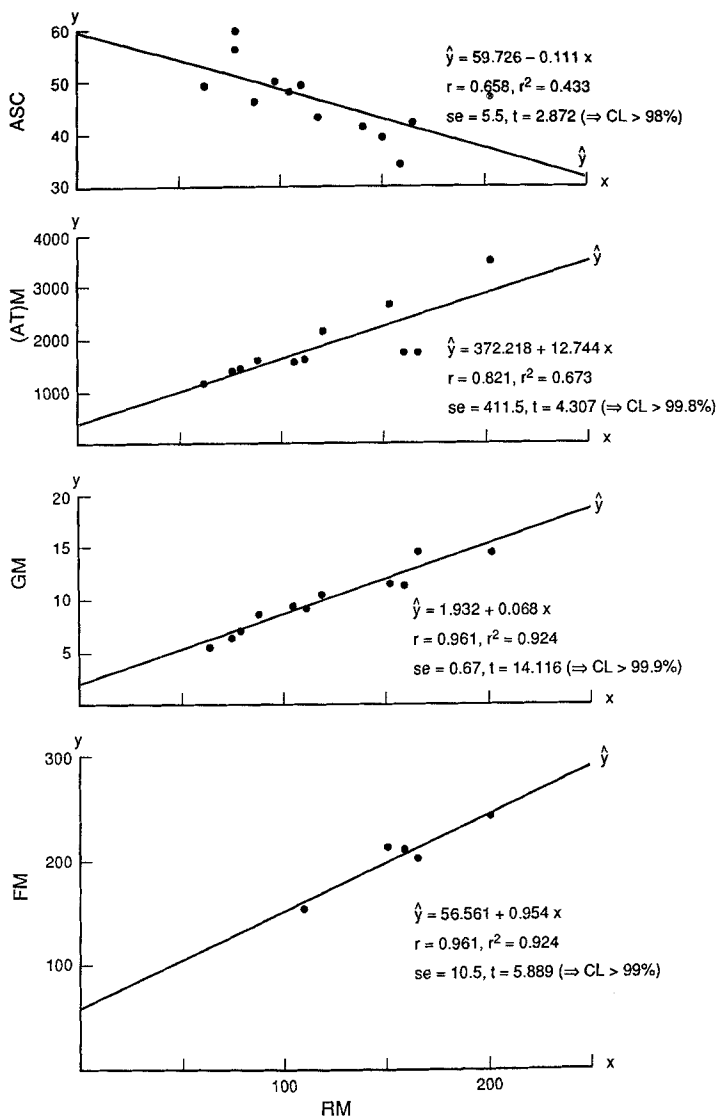 y
60
50
40
30
ASC
ŷ = 59.726 – 0.111 x
r = 0.658, r² = 0.433
se = 5.5, t = 2.872 (⇒ CL > 98%)
ŷ
x
y
4000
3000
2000
1000
(AT)M
ŷ
ŷ = 372.218 + 12.744 x
r = 0.821, r² = 0.673
se = 411.5, t = 4.307 (⇒ CL > 99.8%)
x
y
20
15
10
5
GM
ŷ
ŷ = 1.932 + 0.068 x
r = 0.961, r² = 0.924
se = 0.67, t = 14.116 (⇒ CL > 99.9%)
x
y
300
200
100
FM
ŷ
ŷ = 56.561 + 0.954 x
r = 0.961, r² = 0.924
se = 10.5, t = 5.889 (⇒ CL > 99%)
x
100 200
RM